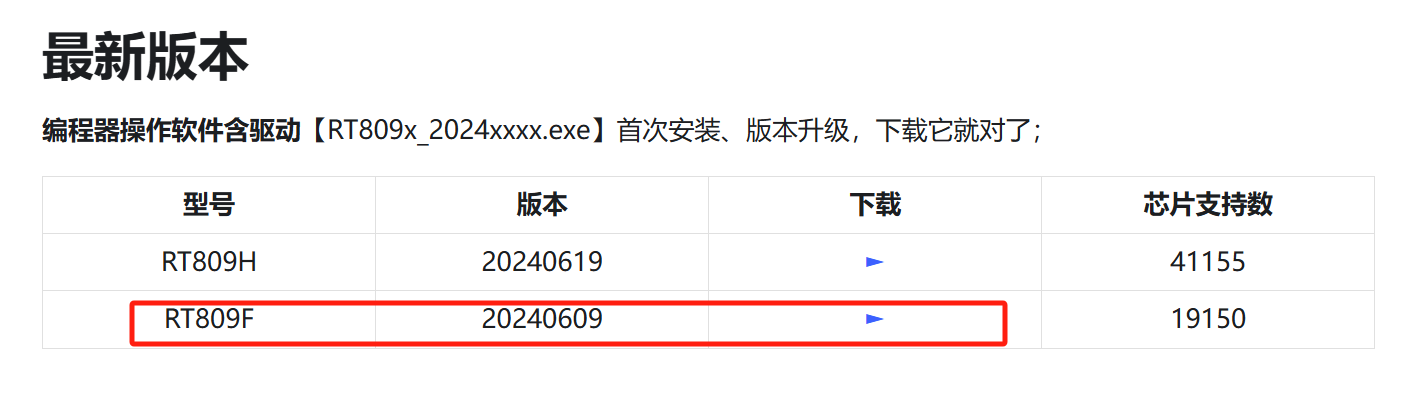 最新版本
编程器操作软件含驱动【RT809x_2024xxxx.exe】首次安装、版本升级，下载它就对了；
型号 版本 下载 芯片支持数
RT809H 20240619 ► 41155
RT809F 20240609 ► 19150